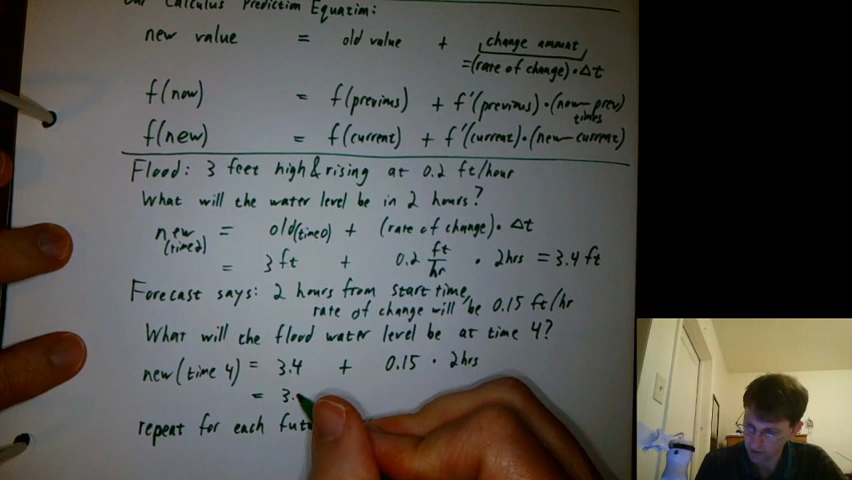 Our Calculus Prediction Equation:
new value = old value + change amount
=(rate of change)·Δt
f(now) = f(previous) + f'(previous)·(now-prev)
times
f(new) = f(current) + f'(current)·(new-current)
Flood: 3 feet high & rising at 0.2 ft/hour
What will the water level be in 2 hours?
new = old(time0) + (rate of change)·Δt
(time2)
= 3ft + 0.2 ft/hr · 2hrs = 3.4 ft
Forecast says: 2 hours from start time,
rate of change will be 0.15 ft/hr
What will the flood water level be at time 4?
new(time 4) = 3.4 + 0.15 · 2hrs
= 3.
repeat for each